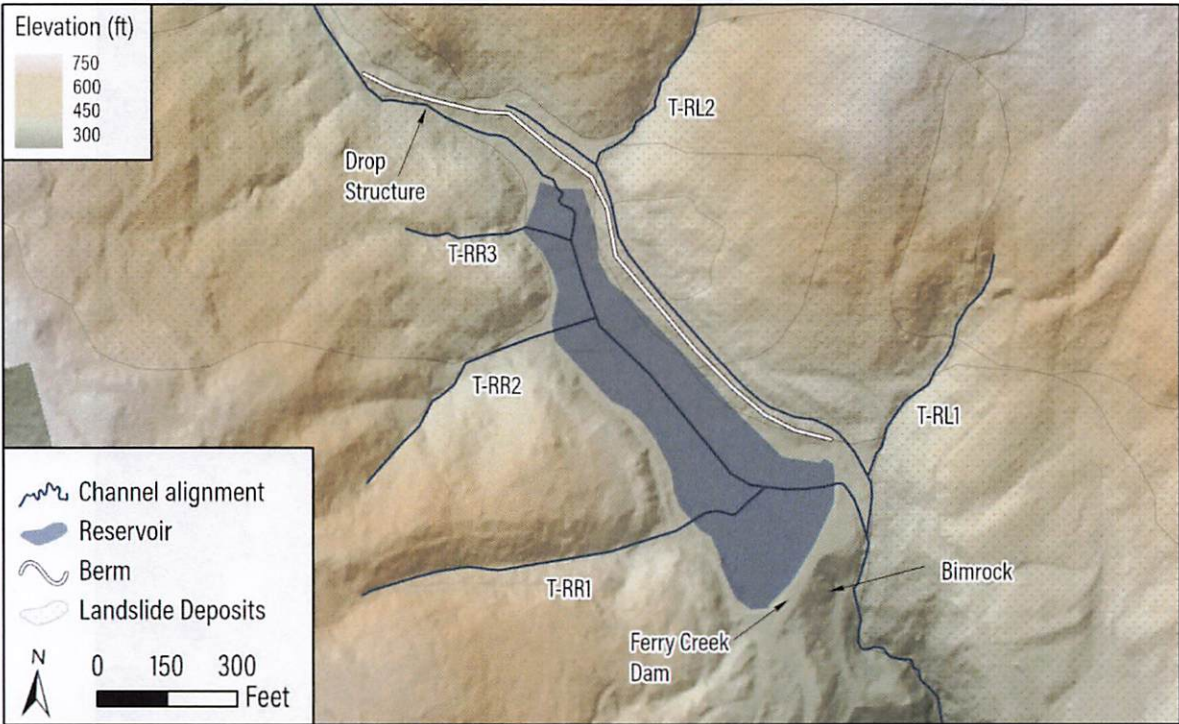 Elevation (ft)
750
600
450
300
T-RL2
Drop
Structure
T-RR3
T-RR2
T-RL1
Channel alignment
Reservoir
Berm
Landslide Deposits
N
0 150 300
Feet
T-RR1
Bimrock
Ferry Creek
Dam